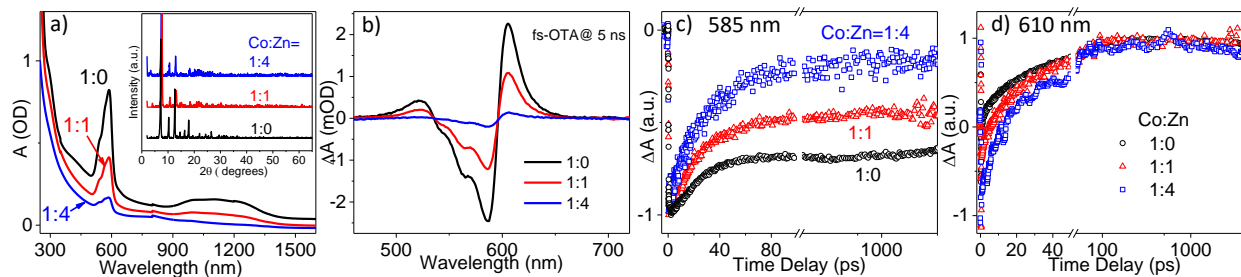 a)
Co:Zn=
1:4
1:1
1:0
Intensity (a.u.)
0 10 20 30 40 50 60
2θ ( degrees)
1:0
1:1
1:4
A (OD)
1
0
300 600 900 1200 1500
Wavelength (nm)
b)
fs-OTA@ 5 ns
ΔA (mOD)
2
1
0
-1
-2
1:0
1:1
1:4
500 600 700
Wavelength (nm)
c) 585 nm
Co:Zn=1:4
1:1
1:0
ΔA (a.u.)
0
-1
0 40 80 1000
Time Delay (ps)
d) 610 nm
Co:Zn
1:0
1:1
1:4
ΔA (a.u.)
1
0
-1
0 20 40 100 1000
Time Delay (ps)